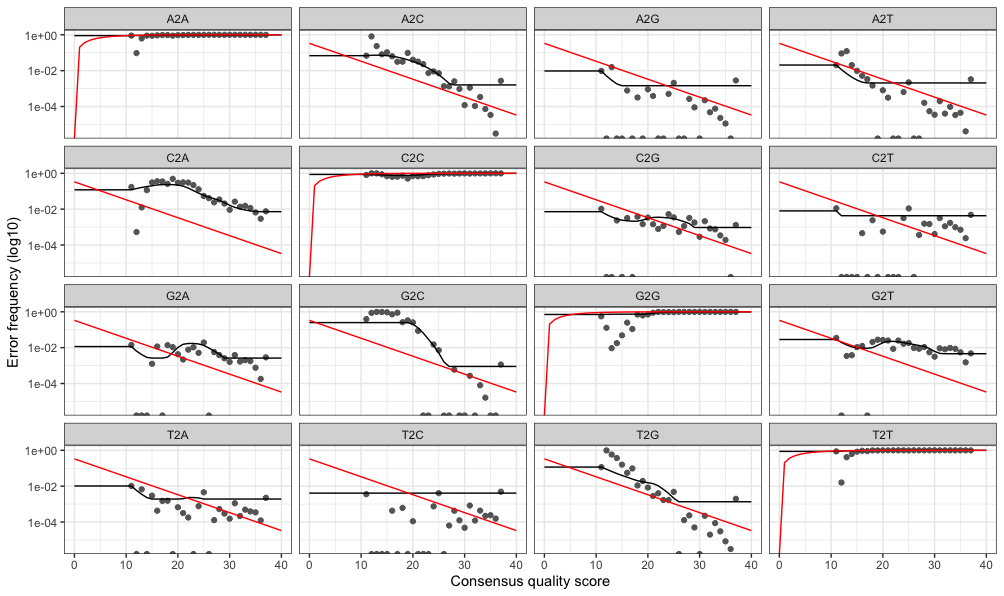 A2A A2C A2G A2T
1e+00
1e-02
1e-04
C2A C2C C2G C2T
1e+00
1e-02
1e-04
G2A G2C G2G G2T
1e+00
1e-02
1e-04
T2A T2C T2G T2T
1e+00
1e-02
1e-04
0 10 20 30 40 0 10 20 30 40 0 10 20 30 40 0 10 20 30 40
Consensus quality score
Error frequency (log10)